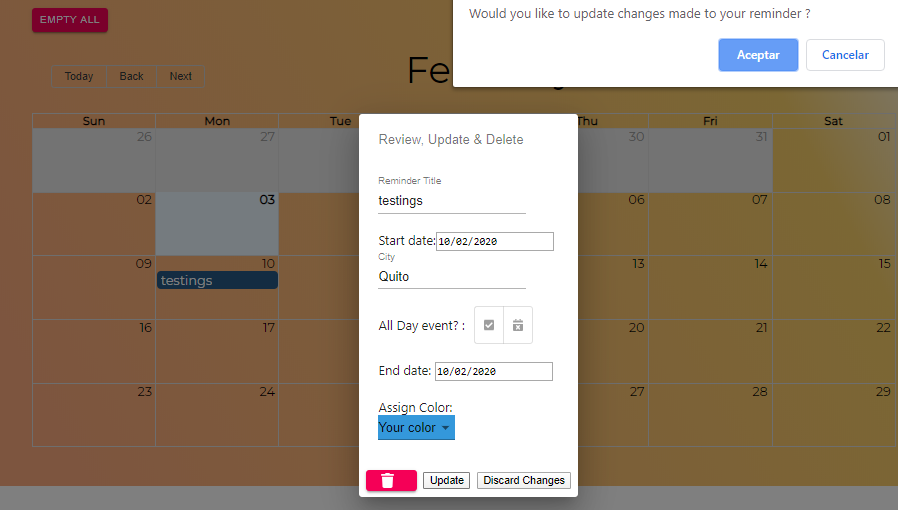 Would you like to update changes made to your reminder ?
EMPTY ALL
Aceptar Cancelar
Today Back Next
Fe
Sun Mon Tue Thu Fri Sat
26 27 30 31 01
Review, Update & Delete
Reminder Title
testings
02 03 06 07 08
Start date: 10/02/2020
City
Quito
09 10 13 14 15
testings
All Day event? :
16 17 20 21 22
End date: 10/02/2020
23 24 27 28 29
Assign Color:
Your color
Update Discard Changes